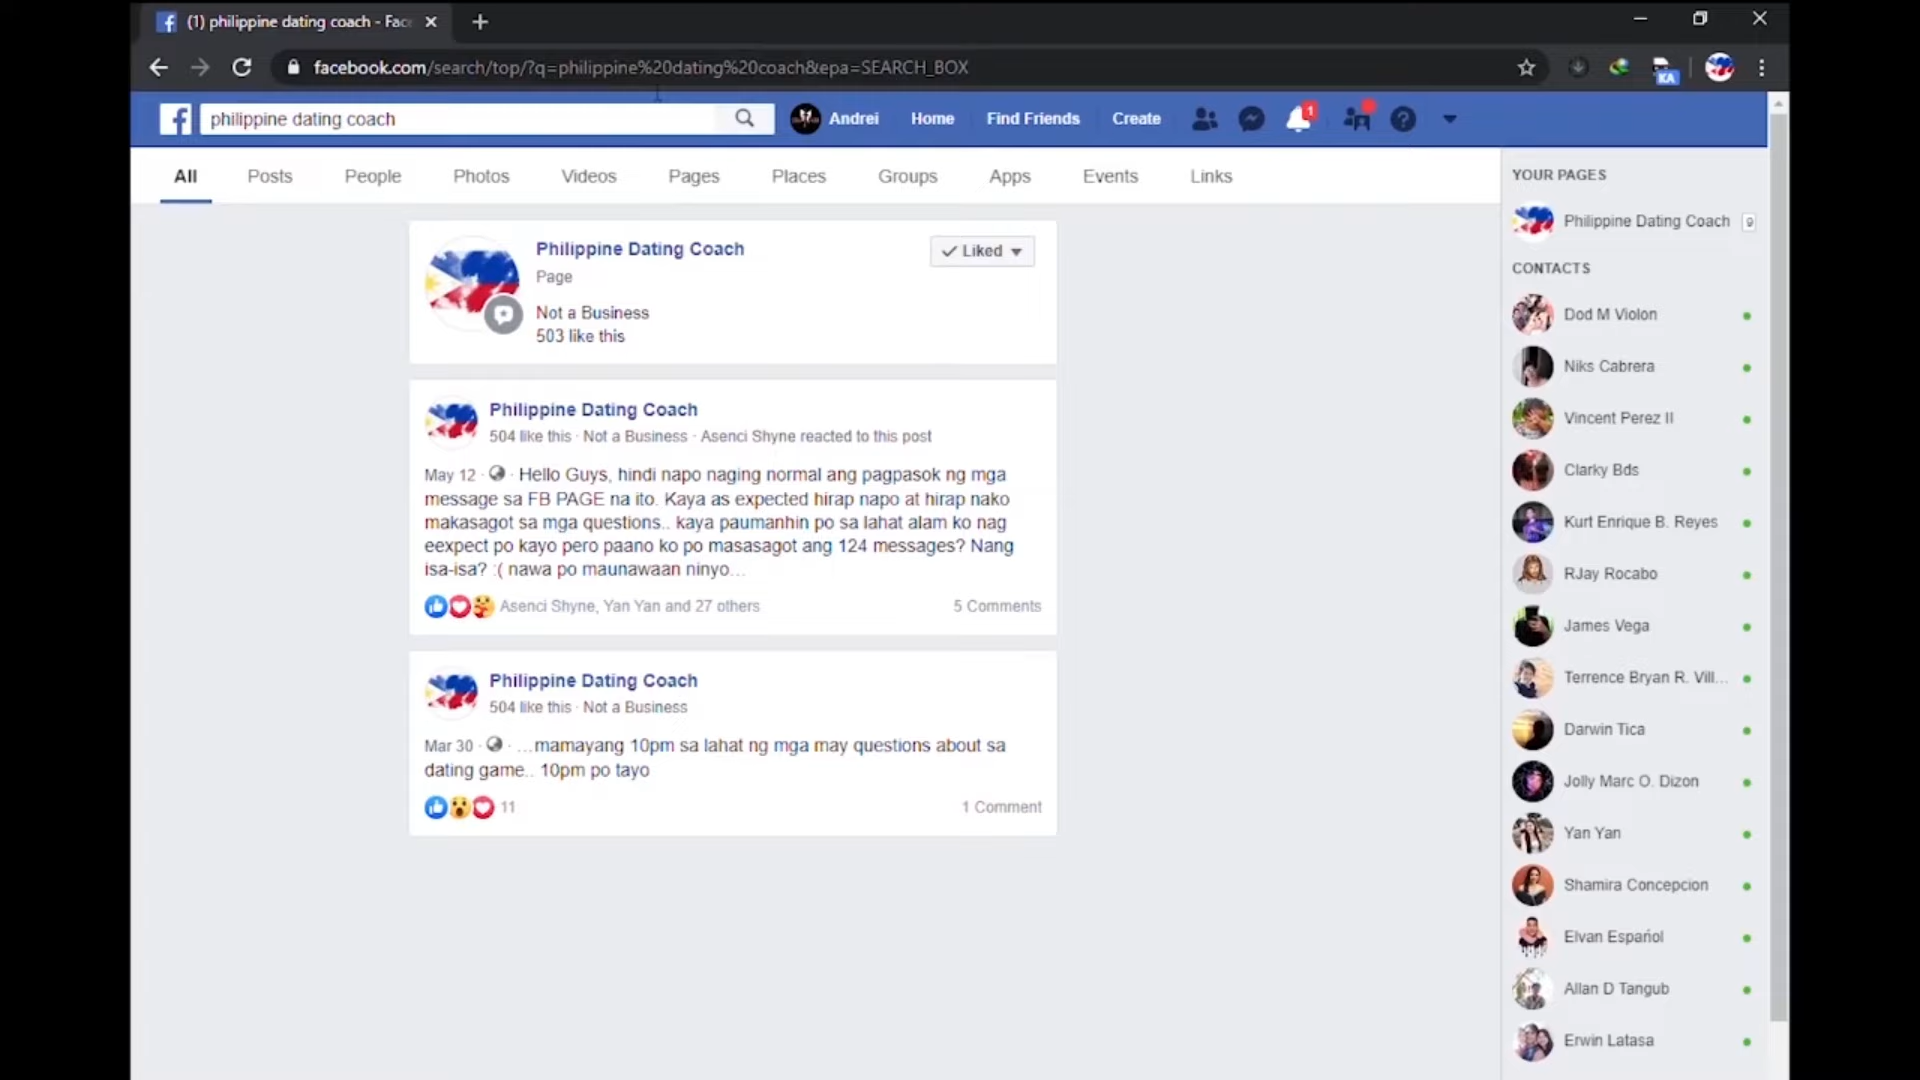 (1) philippine dating coach - Fac
facebook.com/search/top/?q=philippine%20dating%20coach&epa=SEARCH_BOX
KA
philippine dating coach
Andrei
Home
Find Friends
Create
1
All
Posts
People
Photos
Videos
Pages
Places
Groups
Apps
Events
Links
Philippine Dating Coach
Page
Not a Business
503 like this
Liked
Philippine Dating Coach
504 like this · Not a Business · Asenci Shyne reacted to this post
May 12 · · Hello Guys, hindi napo naging normal ang pagpasok ng mga
message sa FB PAGE na ito. Kaya as expected hirap napo at hirap nako
makasagot sa mga questions.. kaya paumanhin po sa lahat alam ko nag
eexpect po kayo pero paano ko po masasagot ang 124 messages? Nang
isa-isa? :( nawa po maunawaan ninyo...
Asenci Shyne, Yan Yan and 27 others
5 Comments
Philippine Dating Coach
504 like this · Not a Business
Mar 30 · · ...mamayang 10pm sa lahat ng mga may questions about sa
dating game.. 10pm po tayo
11
1 Comment
YOUR PAGES
Philippine Dating Coach
9
CONTACTS
Dod M Violon
Niks Cabrera
Vincent Perez II
Clarky Bds
Kurt Enrique B. Reyes
RJay Rocabo
James Vega
Terrence Bryan R. Vill...
Darwin Tica
Jolly Marc O. Dizon
Yan Yan
Shamira Concepcion
Elvan Español
Allan D Tangub
Erwin Latasa